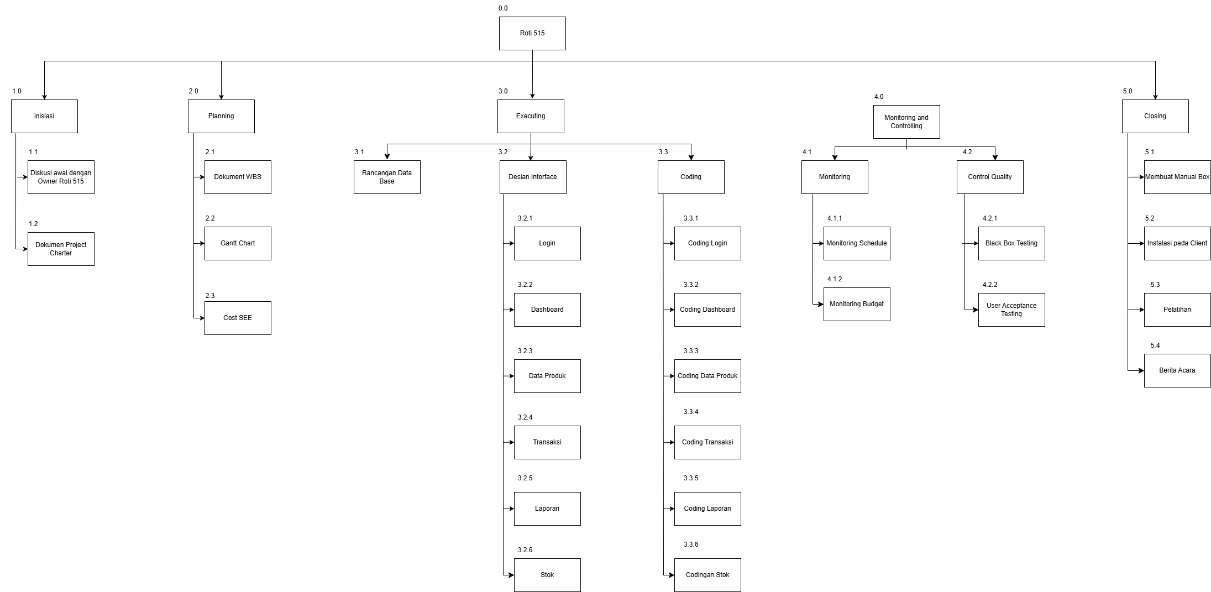 0.0
Roti 515
1.0
inisiasi
1.1
Diskusi awal dengan
Owner Roti 515
1.2
Dokumen Project
Charter
2.0
Planning
2.1
Dokument WBS
2.2
Gantt Chart
2.3
Cost SEE
3.0
Executing
3.1
Rancangan Data
Base
3.2
Desian Interface
3.2.1
Login
3.2.2
Dashboard
3.2.3
Data Produk
3.2.4
Transaksi
3.2.5
Laporan
3.2.6
Stok
3.3
Coding
3.3.1
Coding Login
3.3.2
Coding Dashboard
3.3.3
Coding Data Produk
3.3.4
Coding Transaksi
3.3.5
Coding Laporan
3.3.6
Codingan Stok
4.0
Monitoring and
Controlling
4.1
Monitoring
4.1.1
Monitoring Schedule
4.1.2
Monitoring Budget
4.2
Control Quality
4.2.1
Black Box Testing
4.2.2
User Acceptance
Testing
5.0
Closing
5.1
Membuat Manual Box
5.2
Instalasi pada Client
5.3
Pelatihan
5.4
Berita Acara